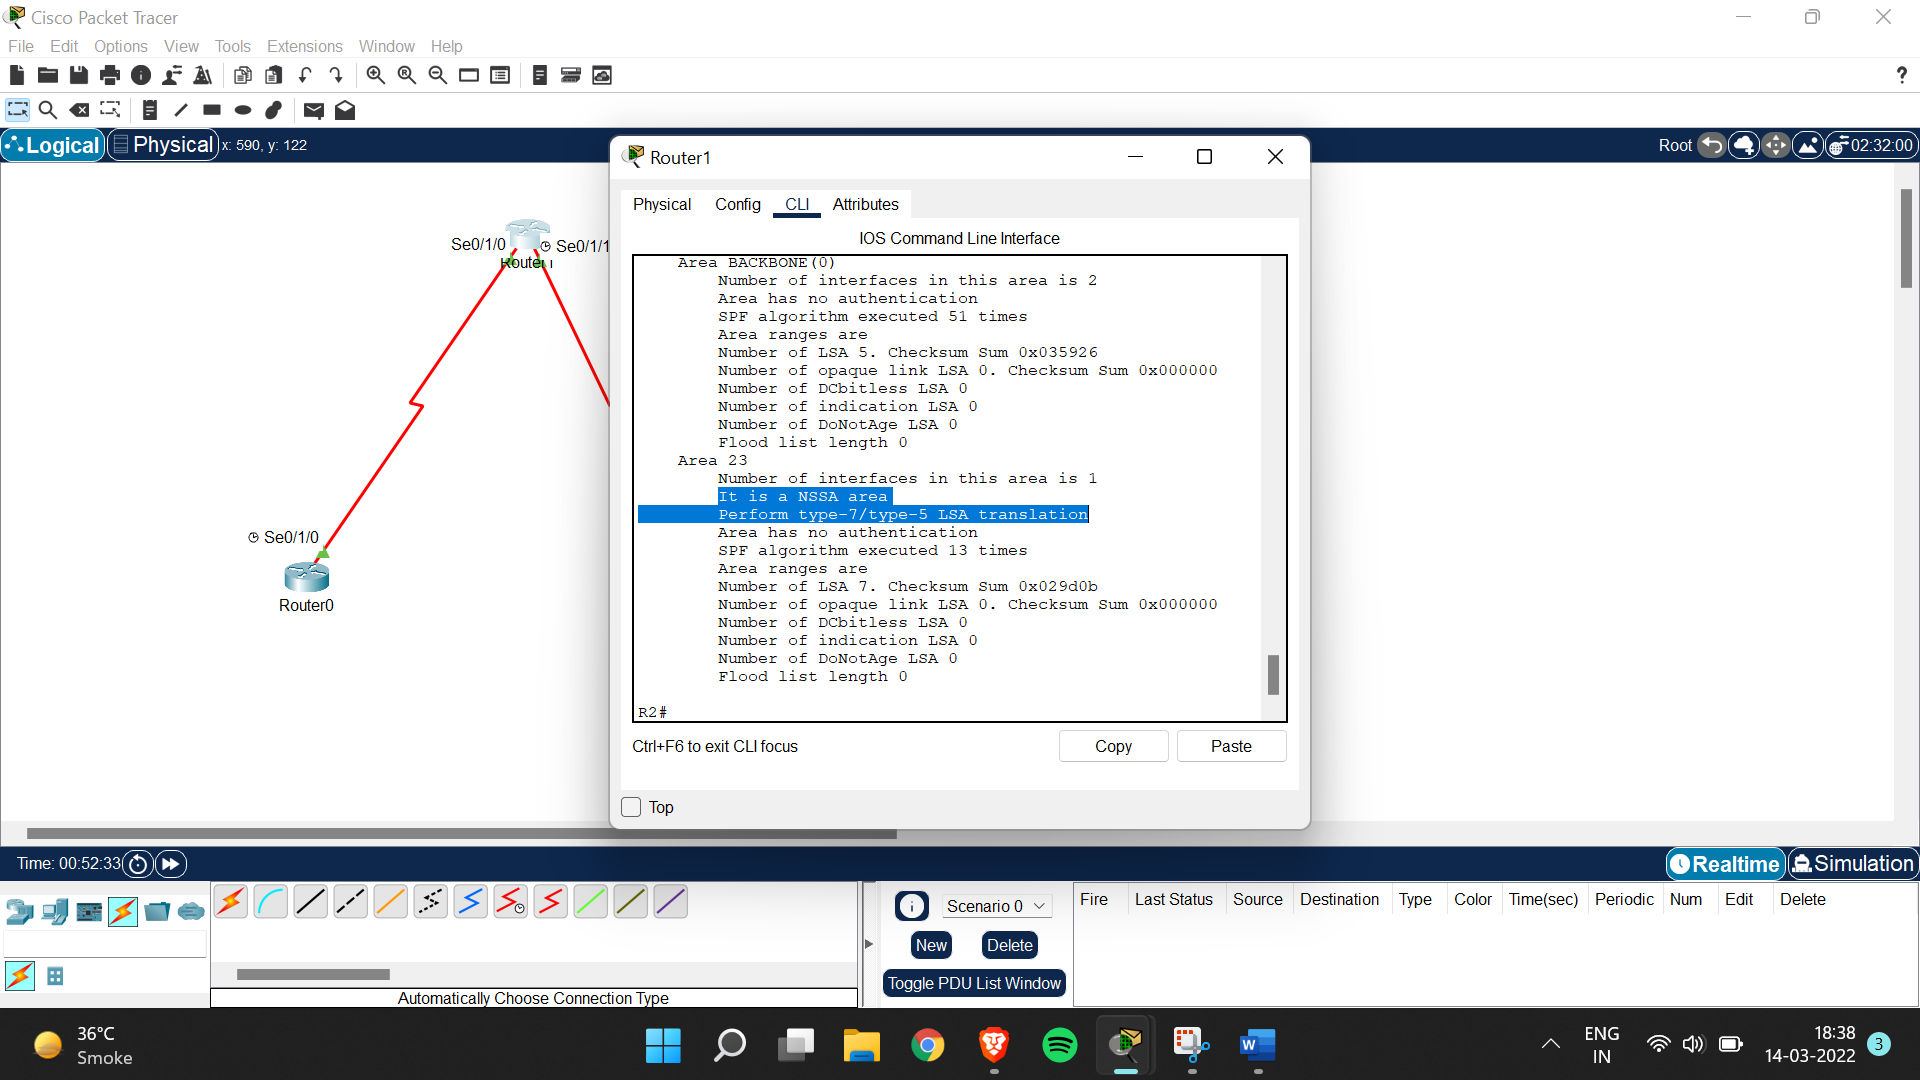 Cisco Packet Tracer
File Edit Options View Tools Extensions Window Help
?
Logical Physical x: 590, y: 122
Root 02:32:00
Router1
Physical Config CLI Attributes
IOS Command Line Interface
Area BACKBONE(0)
Number of interfaces in this area is 2
Area has no authentication
SPF algorithm executed 51 times
Area ranges are
Number of LSA 5. Checksum Sum 0x035926
Number of opaque link LSA 0. Checksum Sum 0x000000
Number of DCbitless LSA 0
Number of indication LSA 0
Number of DoNotAge LSA 0
Flood list length 0
Area 23
Number of interfaces in this area is 1
It is a NSSA area
Perform type-7/type-5 LSA translation
Area has no authentication
SPF algorithm executed 13 times
Area ranges are
Number of LSA 7. Checksum Sum 0x029d0b
Number of opaque link LSA 0. Checksum Sum 0x000000
Number of DCbitless LSA 0
Number of indication LSA 0
Number of DoNotAge LSA 0
Flood list length 0
R2#
Ctrl+F6 to exit CLI focus
Copy Paste
Top
Se0/1/0 Se0/1/1
Router1
Se0/1/0
Router0
Time: 00:52:33
Realtime Simulation
Scenario 0
New Delete
Toggle PDU List Window
Fire Last Status Source Destination Type Color Time(sec) Periodic Num Edit Delete
Automatically Choose Connection Type
36°C
Smoke
W
ENG
IN
18:38
14-03-2022
3